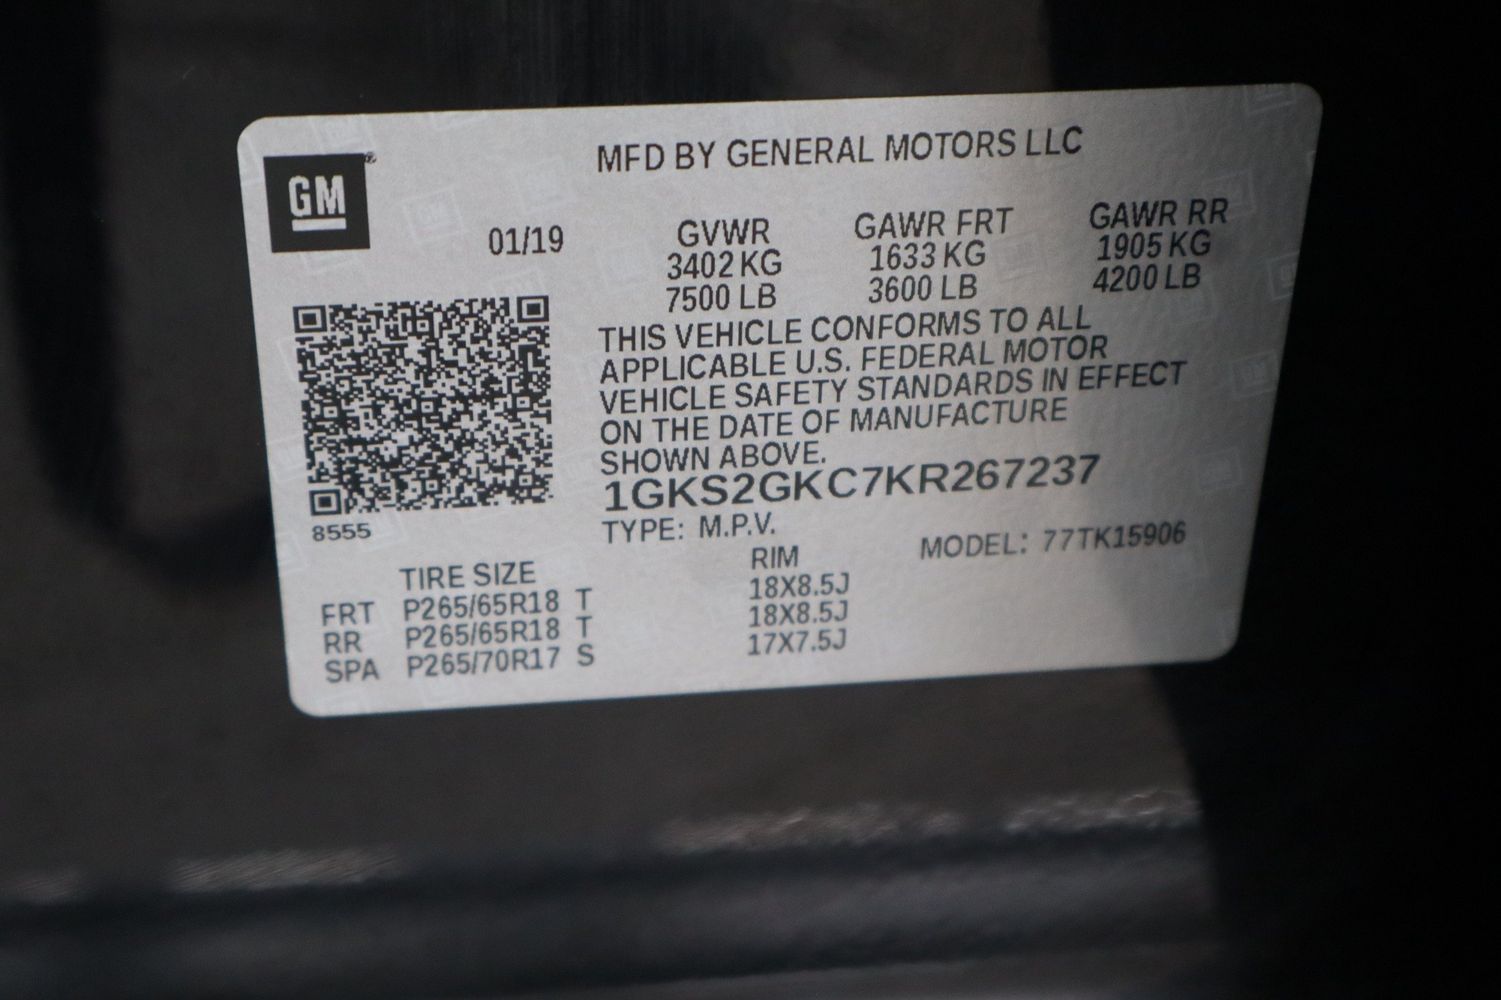 MFD BY GENERAL MOTORS LLC
GM®
01/19
GVWR GAWR FRT GAWR RR
3402 KG 1633 KG 1905 KG
7500 LB 3600 LB 4200 LB
THIS VEHICLE CONFORMS TO ALL
APPLICABLE U.S. FEDERAL MOTOR
VEHICLE SAFETY STANDARDS IN EFFECT
ON THE DATE OF MANUFACTURE
SHOWN ABOVE.
1GKS2GKC7KR267237
8555
TYPE: M.P.V. MODEL: 77TK15906
TIRE SIZE RIM
FRT P265/65R18 T 18X8.5J
RR P265/65R18 T 18X8.5J
SPA P265/70R17 S 17X7.5J